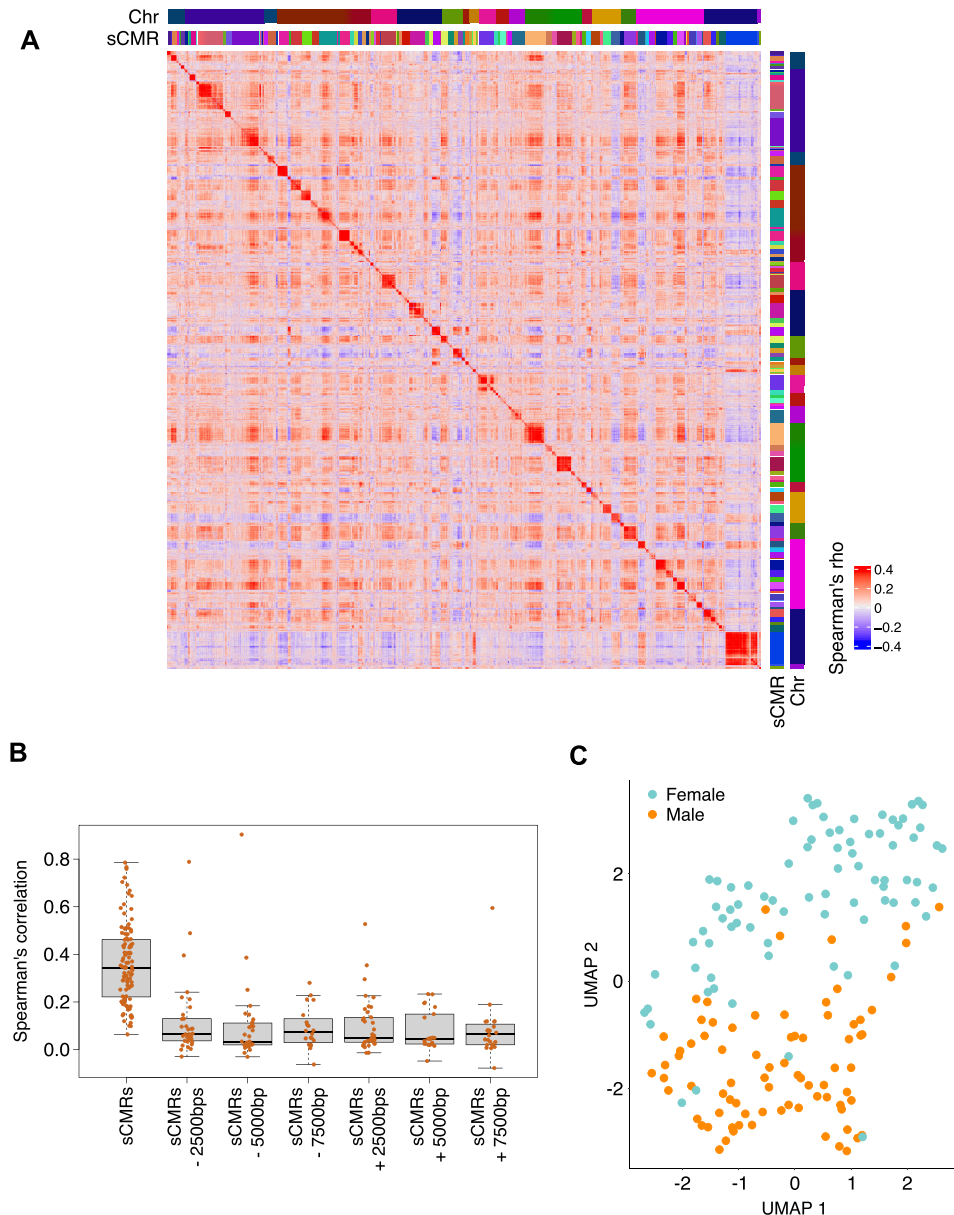 A
Chr
sCMR
sCMR
Chr
Spearman's rho
0.4
0.2
0
−0.2
−0.4
B
Spearman's correlation
0.8
0.6
0.4
0.2
0.0
sCMRs
sCMRs
- 2500bps
sCMRs
- 5000bp
sCMRs
- 7500bp
sCMRs
+ 2500bps
sCMRs
+ 5000bp
sCMRs
+ 7500bp
C
Female
Male
UMAP 2
2
0
-2
-2
-1
0
1
2
UMAP 1